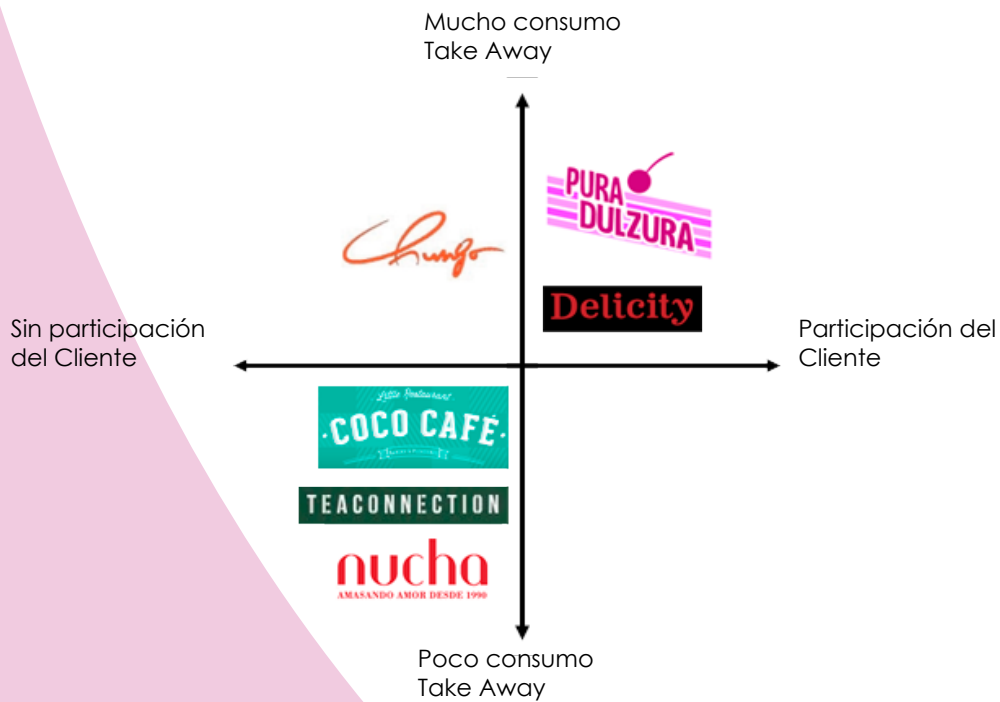 Mucho consumo
Take Away
PURA
DULZURA
Chungo
Delicity
Sin participación
del Cliente
Participación del
Cliente
Little Restaurant
·COCO CAFÉ·
TEACONNECTION
nucha
AMASANDO AMOR DESDE 1990
Poco consumo
Take Away